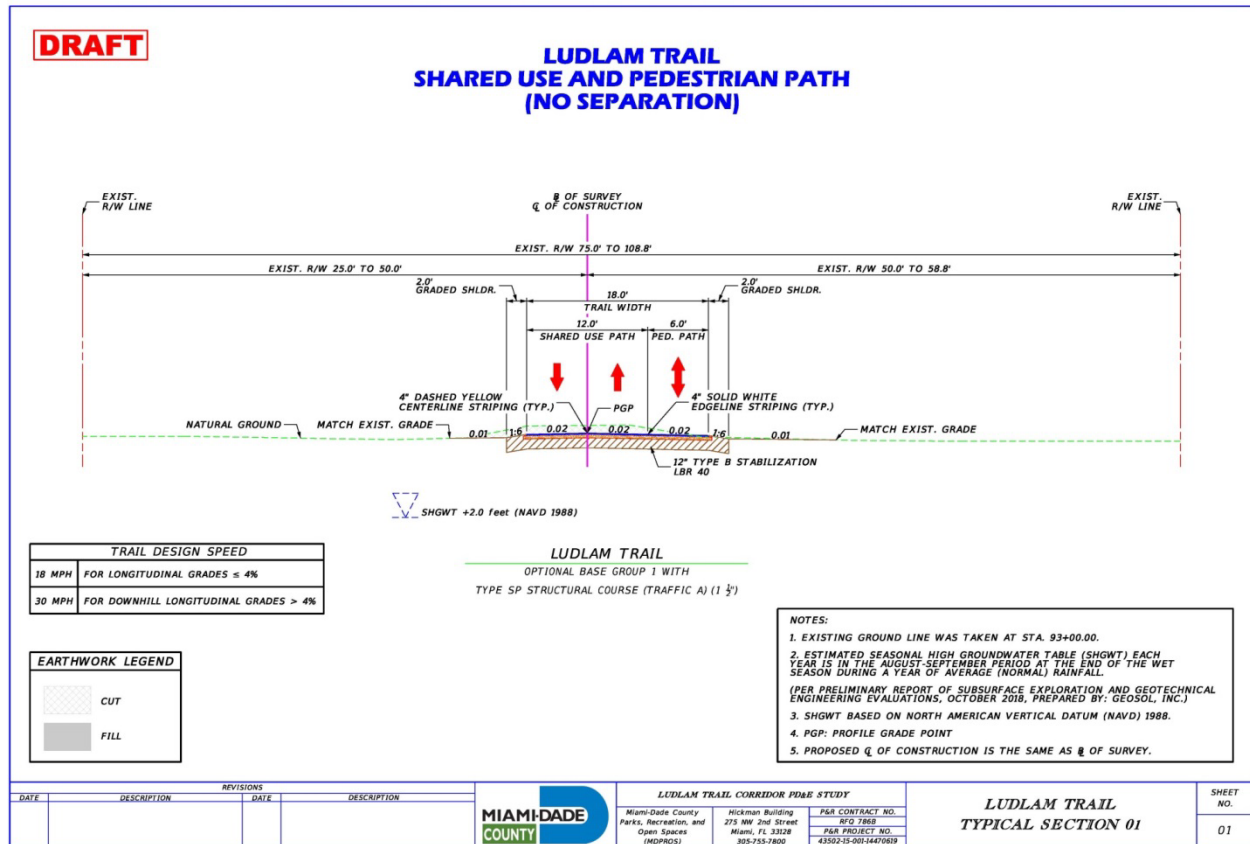 DRAFT
LUDLAM TRAIL
SHARED USE AND PEDESTRIAN PATH
(NO SEPARATION)
EXIST.
R/W LINE
℄ OF CONSTRUCTION
EXIST.
R/W LINE
EXIST. R/W 75.0' TO 108.8'
EXIST. R/W 25.0' TO 50.0'
EXIST. R/W 50.0' TO 58.8'
2.0'
GRADED SHLDR.
18.0'
TRAIL WIDTH
2.0'
GRADED SHLDR.
12.0'
SHARED USE PATH
6.0'
PED. PATH
4" DASHED YELLOW
CENTERLINE STRIPING (TYP.)
PGP
4" SOLID WHITE
EDGELINE STRIPING (TYP.)
NATURAL GROUND
MATCH EXIST. GRADE
0.01
1:6
0.02
0.02
0.02
1:6
0.01
MATCH EXIST. GRADE
12" TYPE B STABILIZATION
LBR 40
SHGWT +2.0 feet (NAVD 1988)
TRAIL DESIGN SPEED
18 MPH FOR LONGITUDINAL GRADES ≤ 4%
30 MPH FOR DOWNHILL LONGITUDINAL GRADES > 4%
LUDLAM TRAIL
OPTIONAL BASE GROUP 1 WITH
TYPE SP STRUCTURAL COURSE (TRAFFIC A) (1 ½")
EARTHWORK LEGEND
CUT
FILL
NOTES:
1. EXISTING GROUND LINE WAS TAKEN AT STA. 93+00.00.
2. ESTIMATED SEASONAL HIGH GROUNDWATER TABLE (SHGWT) EACH
YEAR IS IN THE AUGUST-SEPTEMBER PERIOD AT THE END OF THE WET
SEASON DURING A YEAR OF AVERAGE (NORMAL) RAINFALL.
(PER PRELIMINARY REPORT OF SUBSURFACE EXPLORATION AND GEOTECHNICAL
ENGINEERING EVALUATIONS, OCTOBER 2018, PREPARED BY: GEOSOL, INC.)
3. SHGWT BASED ON NORTH AMERICAN VERTICAL DATUM (NAVD) 1988.
4. PGP: PROFILE GRADE POINT
5. PROPOSED ℄ OF CONSTRUCTION IS THE SAME AS OF SURVEY.
REVISIONS
DATE DESCRIPTION DATE DESCRIPTION
MIAMI-DADE
COUNTY
LUDLAM TRAIL CORRIDOR PD&E STUDY
Miami-Dade County
Parks, Recreation, and
Open Spaces
(MDPROS)
Hickman Building
275 NW 2nd Street
Miami, FL 33128
305-755-7800
P&R CONTRACT NO.
RFQ 786B
P&R PROJECT NO.
43502-15-001-14470619
LUDLAM TRAIL
TYPICAL SECTION 01
SHEET
NO.
01